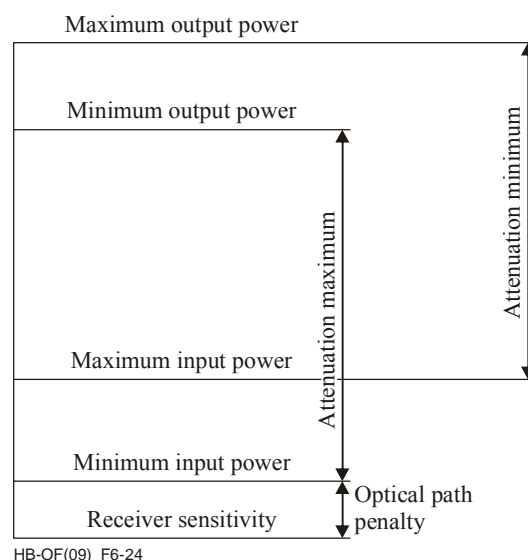 Maximum output power
Minimum output power
Attenuation minimum
Attenuation maximum
Maximum input power
Minimum input power
Optical path
penalty
Receiver sensitivity
HB-OF(09)_F6-24